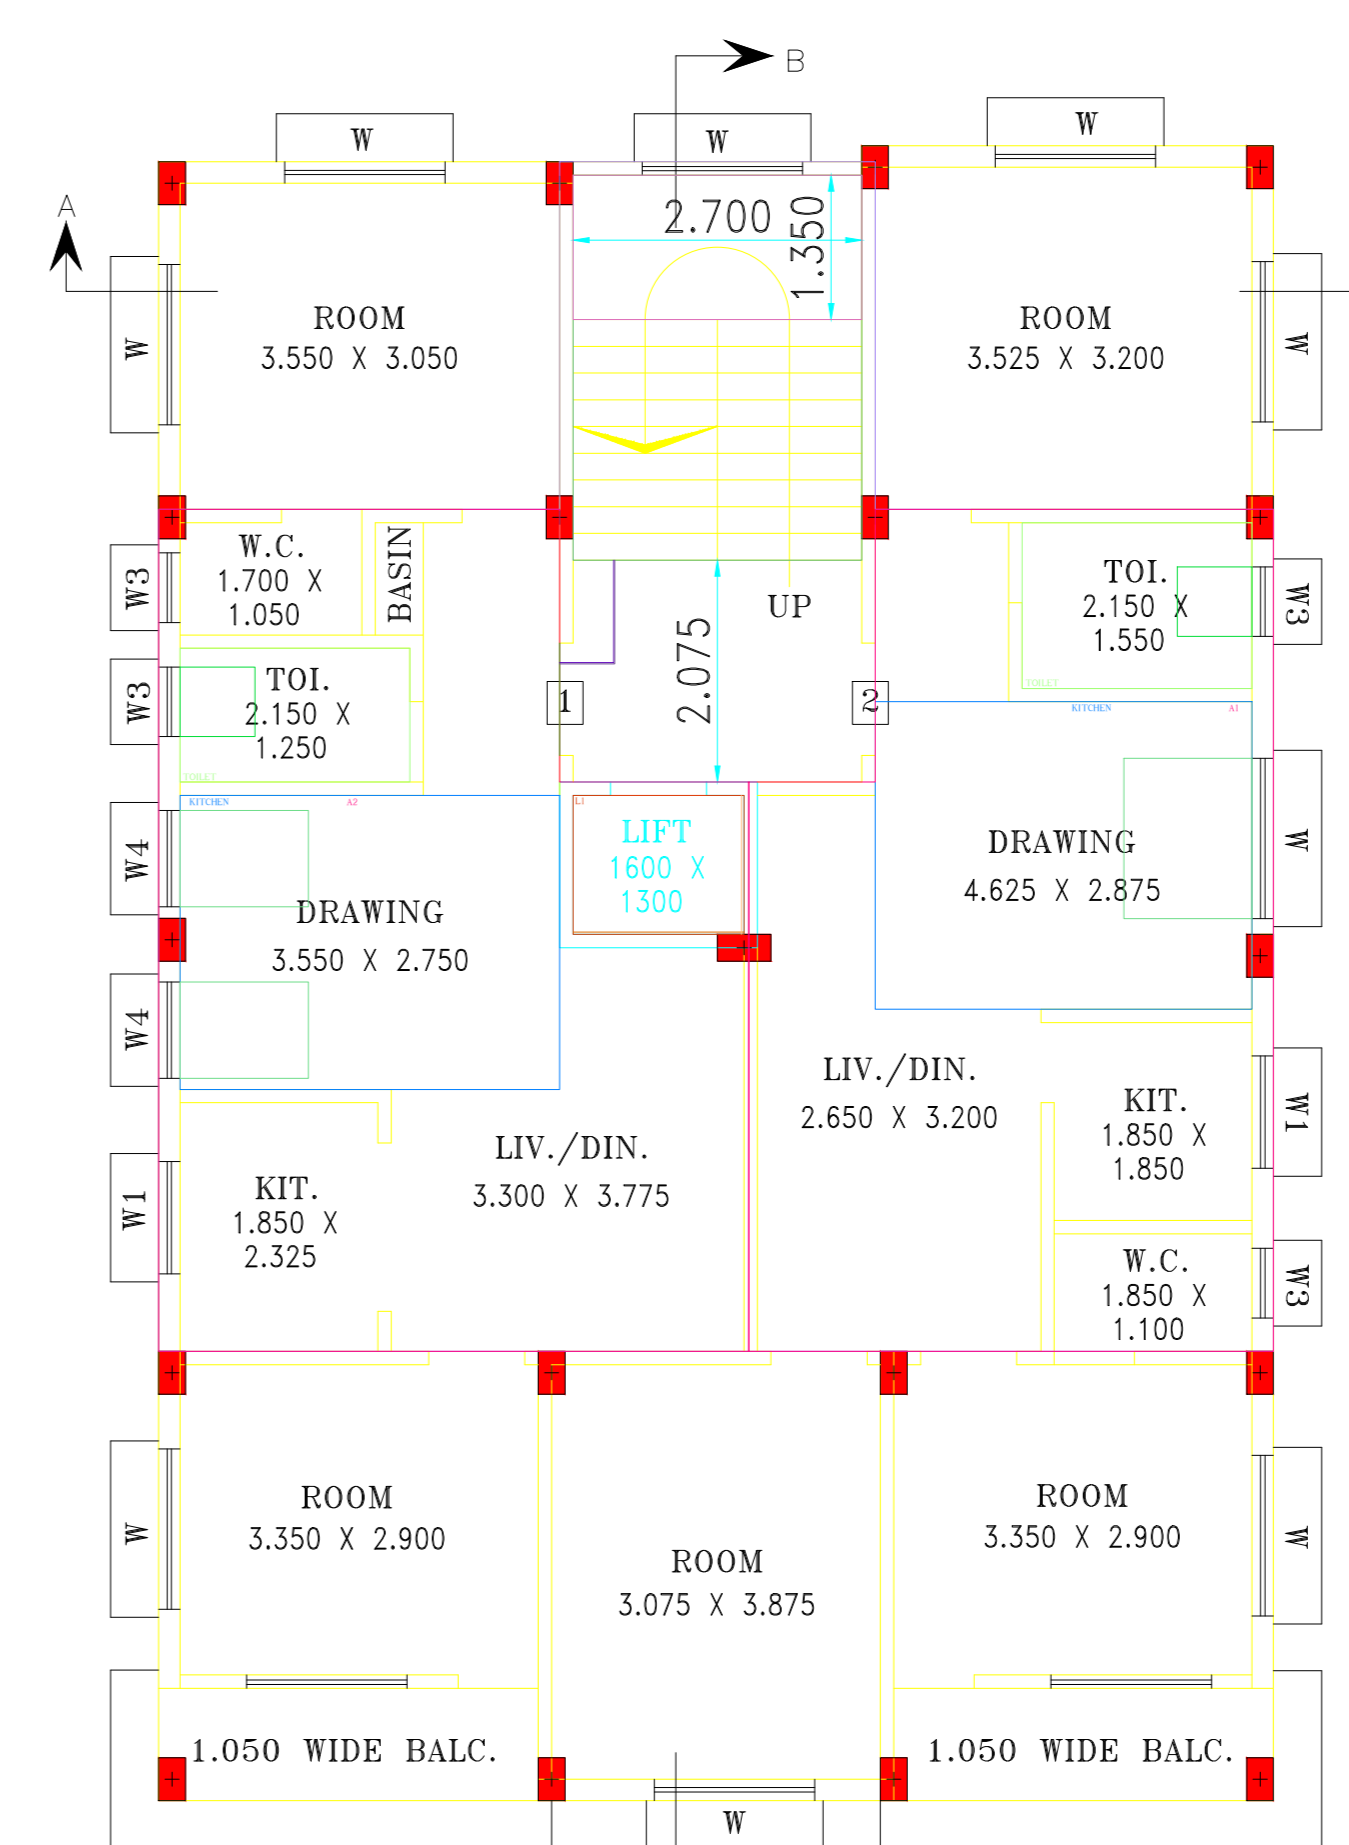 B
W
W
W
A
2.700
1.350
ROOM
3.550 X 3.050
ROOM
3.525 X 3.200
W
W
W.C.
1.700 X
1.050
BASIN
W3
UP
TOI.
2.150 X
1.550
TOILET
W3
2.075
W3
TOI.
2.150 X
1.250
TOILET
1
2
KITCHEN
A1
KITCHEN
A2
L1
LIFT
1600 X
1300
W4
DRAWING
3.550 X 2.750
DRAWING
4.625 X 2.875
W
W4
LIV./DIN.
2.650 X 3.200
KIT.
1.850 X
1.850
W1
LIV./DIN.
3.300 X 3.775
W1
KIT.
1.850 X
2.325
W.C.
1.850 X
1.100
W3
W
ROOM
3.350 X 2.900
ROOM
3.075 X 3.875
ROOM
3.350 X 2.900
W
1.050 WIDE BALC.
1.050 WIDE BALC.
W